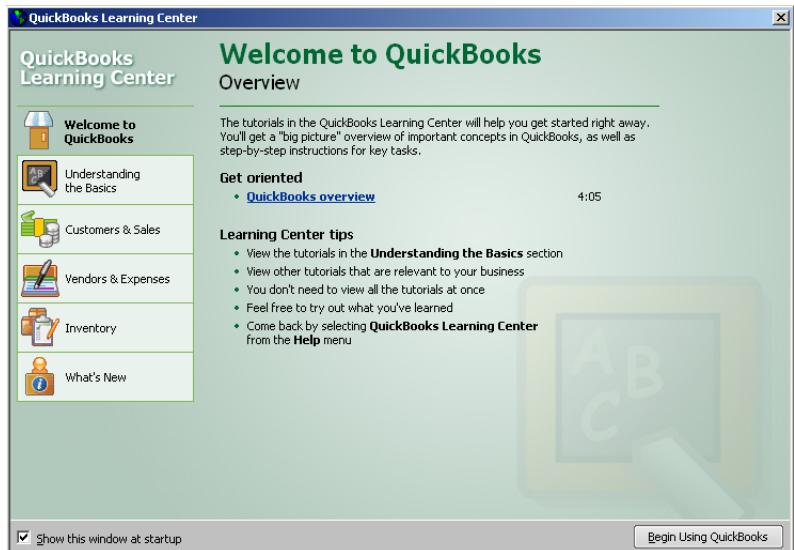 QuickBooks Learning Center
QuickBooks
Learning Center
Welcome to
QuickBooks
Understanding
the Basics
Customers & Sales
Vendors & Expenses
Inventory
What's New
Welcome to QuickBooks
Overview
The tutorials in the QuickBooks Learning Center will help you get started right away.
You'll get a "big picture" overview of important concepts in QuickBooks, as well as
step-by-step instructions for key tasks.
Get oriented
• QuickBooks overview 4:05
Learning Center tips
• View the tutorials in the Understanding the Basics section
• View other tutorials that are relevant to your business
• You don't need to view all the tutorials at once
• Feel free to try out what you've learned
• Come back by selecting QuickBooks Learning Center
from the Help menu
ABC
AB
C
Show this window at startup
Begin Using QuickBooks